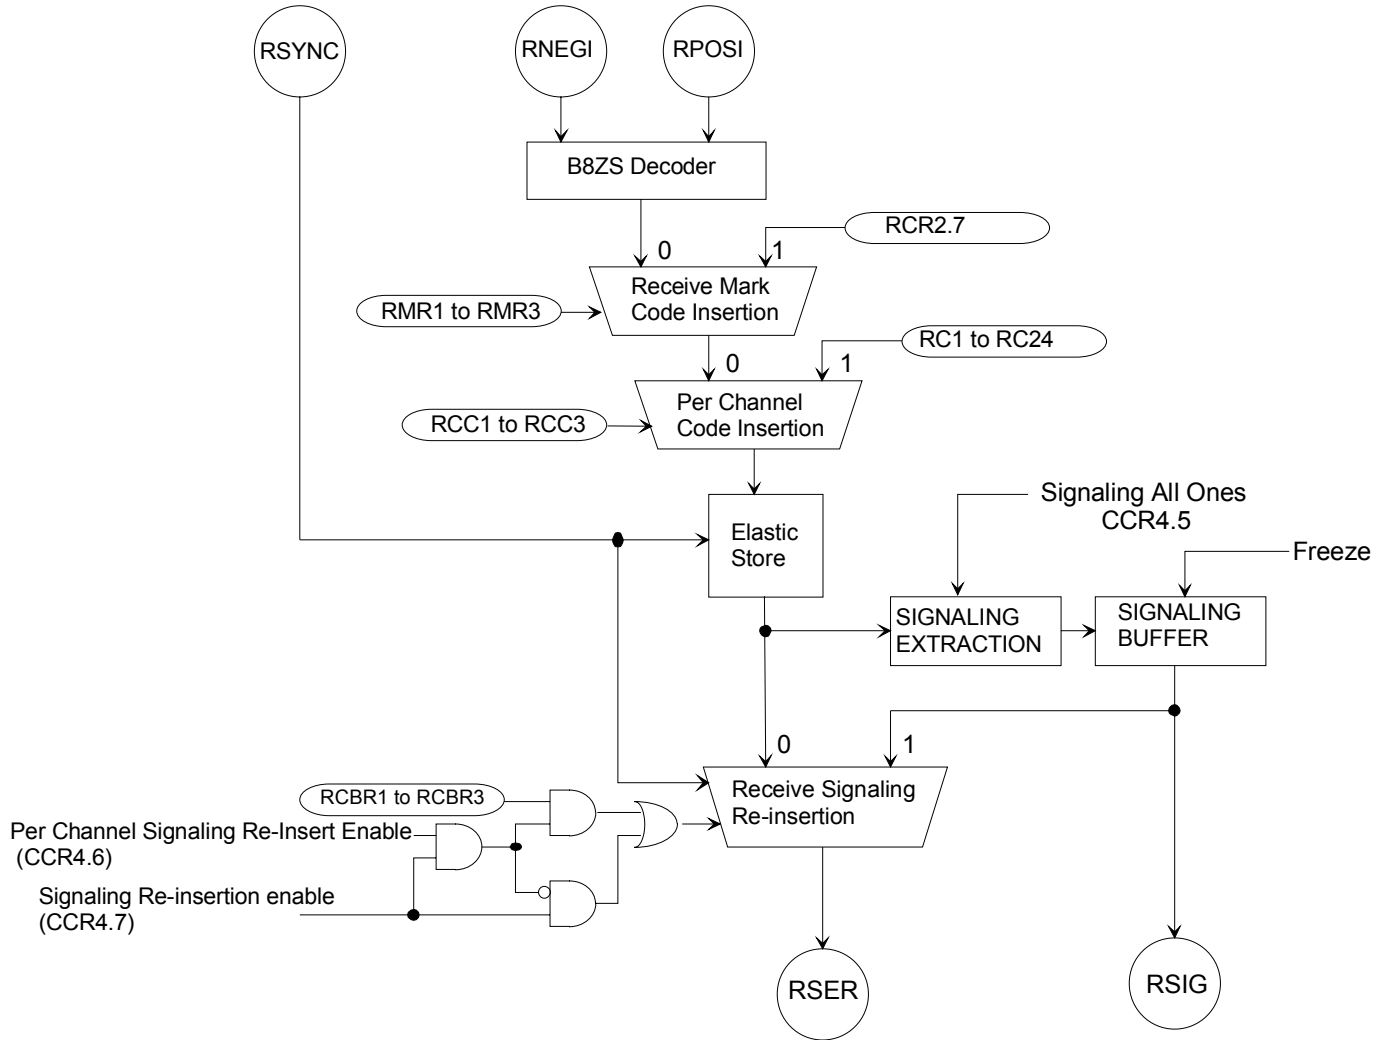 RSYNC
RNEGI
RPOSI
B8ZS Decoder
RCR2.7
0
1
Receive Mark
Code Insertion
RMR1 to RMR3
RC1 to RC24
0
1
Per Channel
Code Insertion
RCC1 to RCC3
Elastic
Store
Signaling All Ones
CCR4.5
Freeze
SIGNALING
EXTRACTION
SIGNALING
BUFFER
0
1
Receive Signaling
Re-insertion
RCBR1 to RCBR3
Per Channel Signaling Re-Insert Enable
(CCR4.6)
Signaling Re-insertion enable
(CCR4.7)
RSER
RSIG